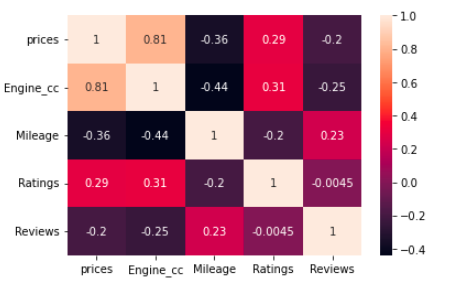 prices 1 0.81 -0.36 0.29 -0.2
Engine_cc 0.81 1 -0.44 0.31 -0.25
Mileage -0.36 -0.44 1 -0.2 0.23
Ratings 0.29 0.31 -0.2 1 -0.0045
Reviews -0.2 -0.25 0.23 -0.0045 1
prices Engine_cc Mileage Ratings Reviews
1.0
0.8
0.6
0.4
0.2
0.0
-0.2
-0.4